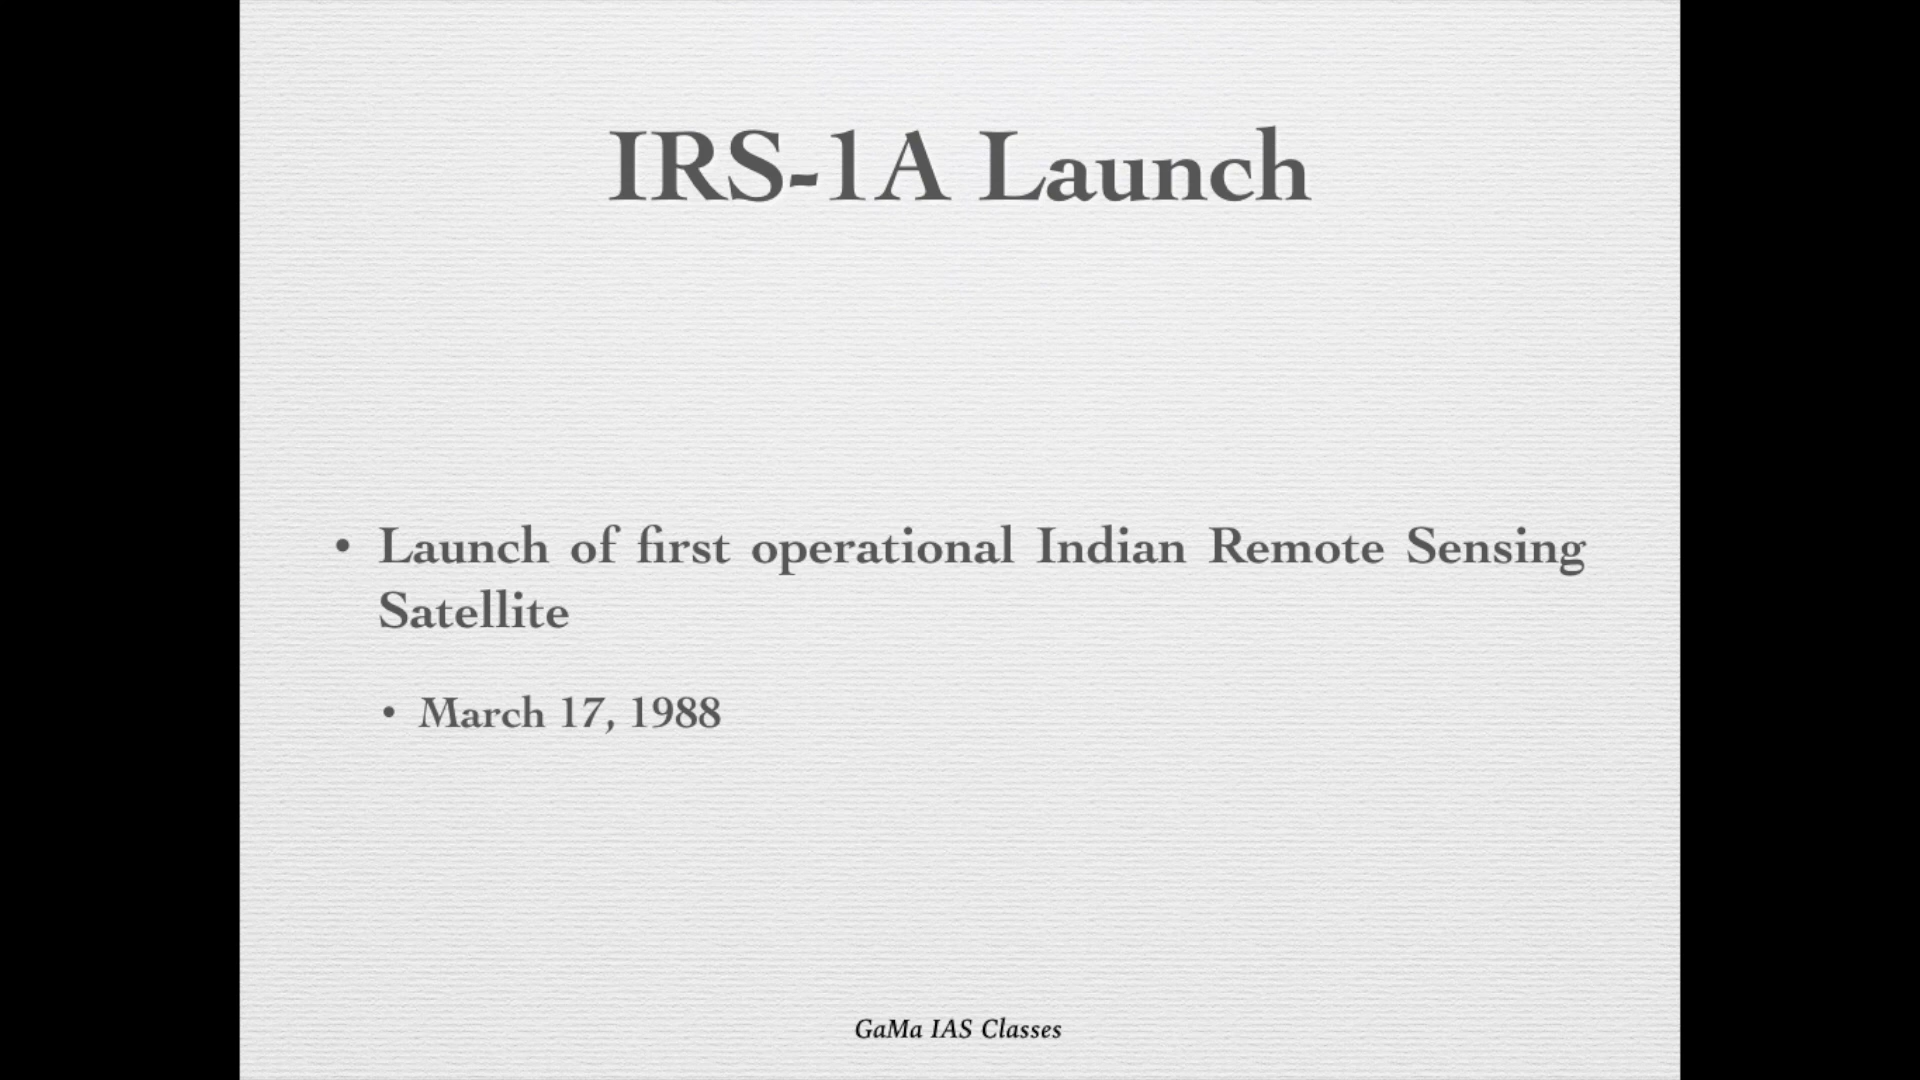 IRS-1A Launch
• Launch of first operational Indian Remote Sensing
Satellite
• March 17, 1988
GaMa IAS Classes